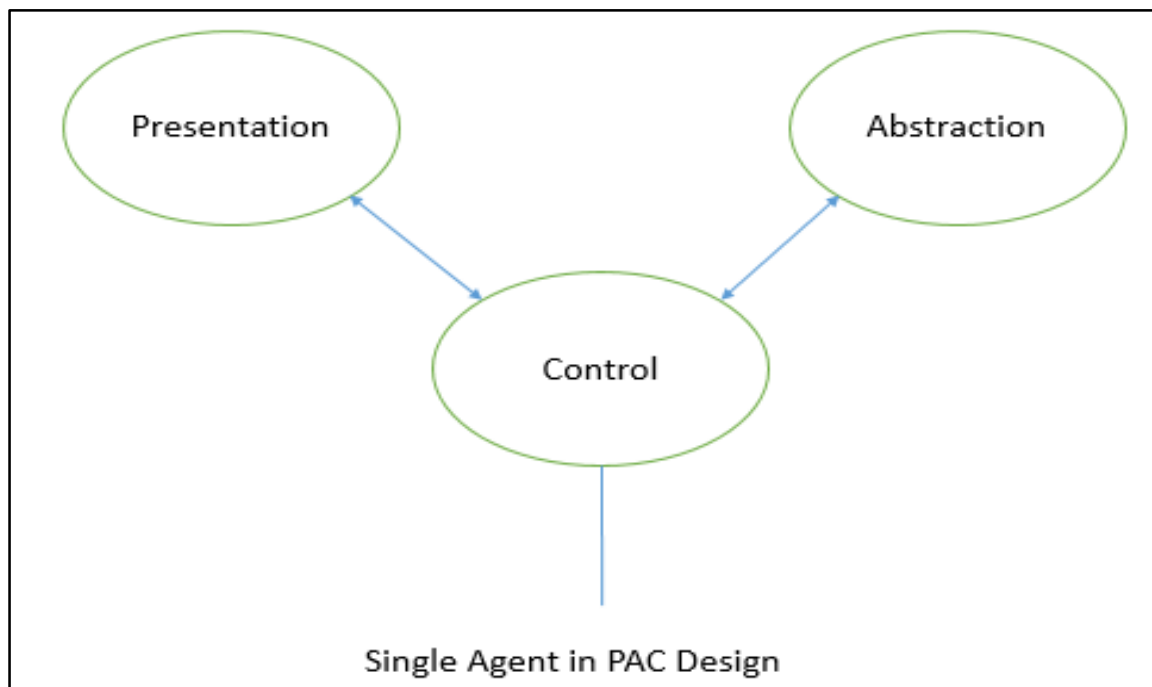 Presentation
Abstraction
Control
Single Agent in PAC Design